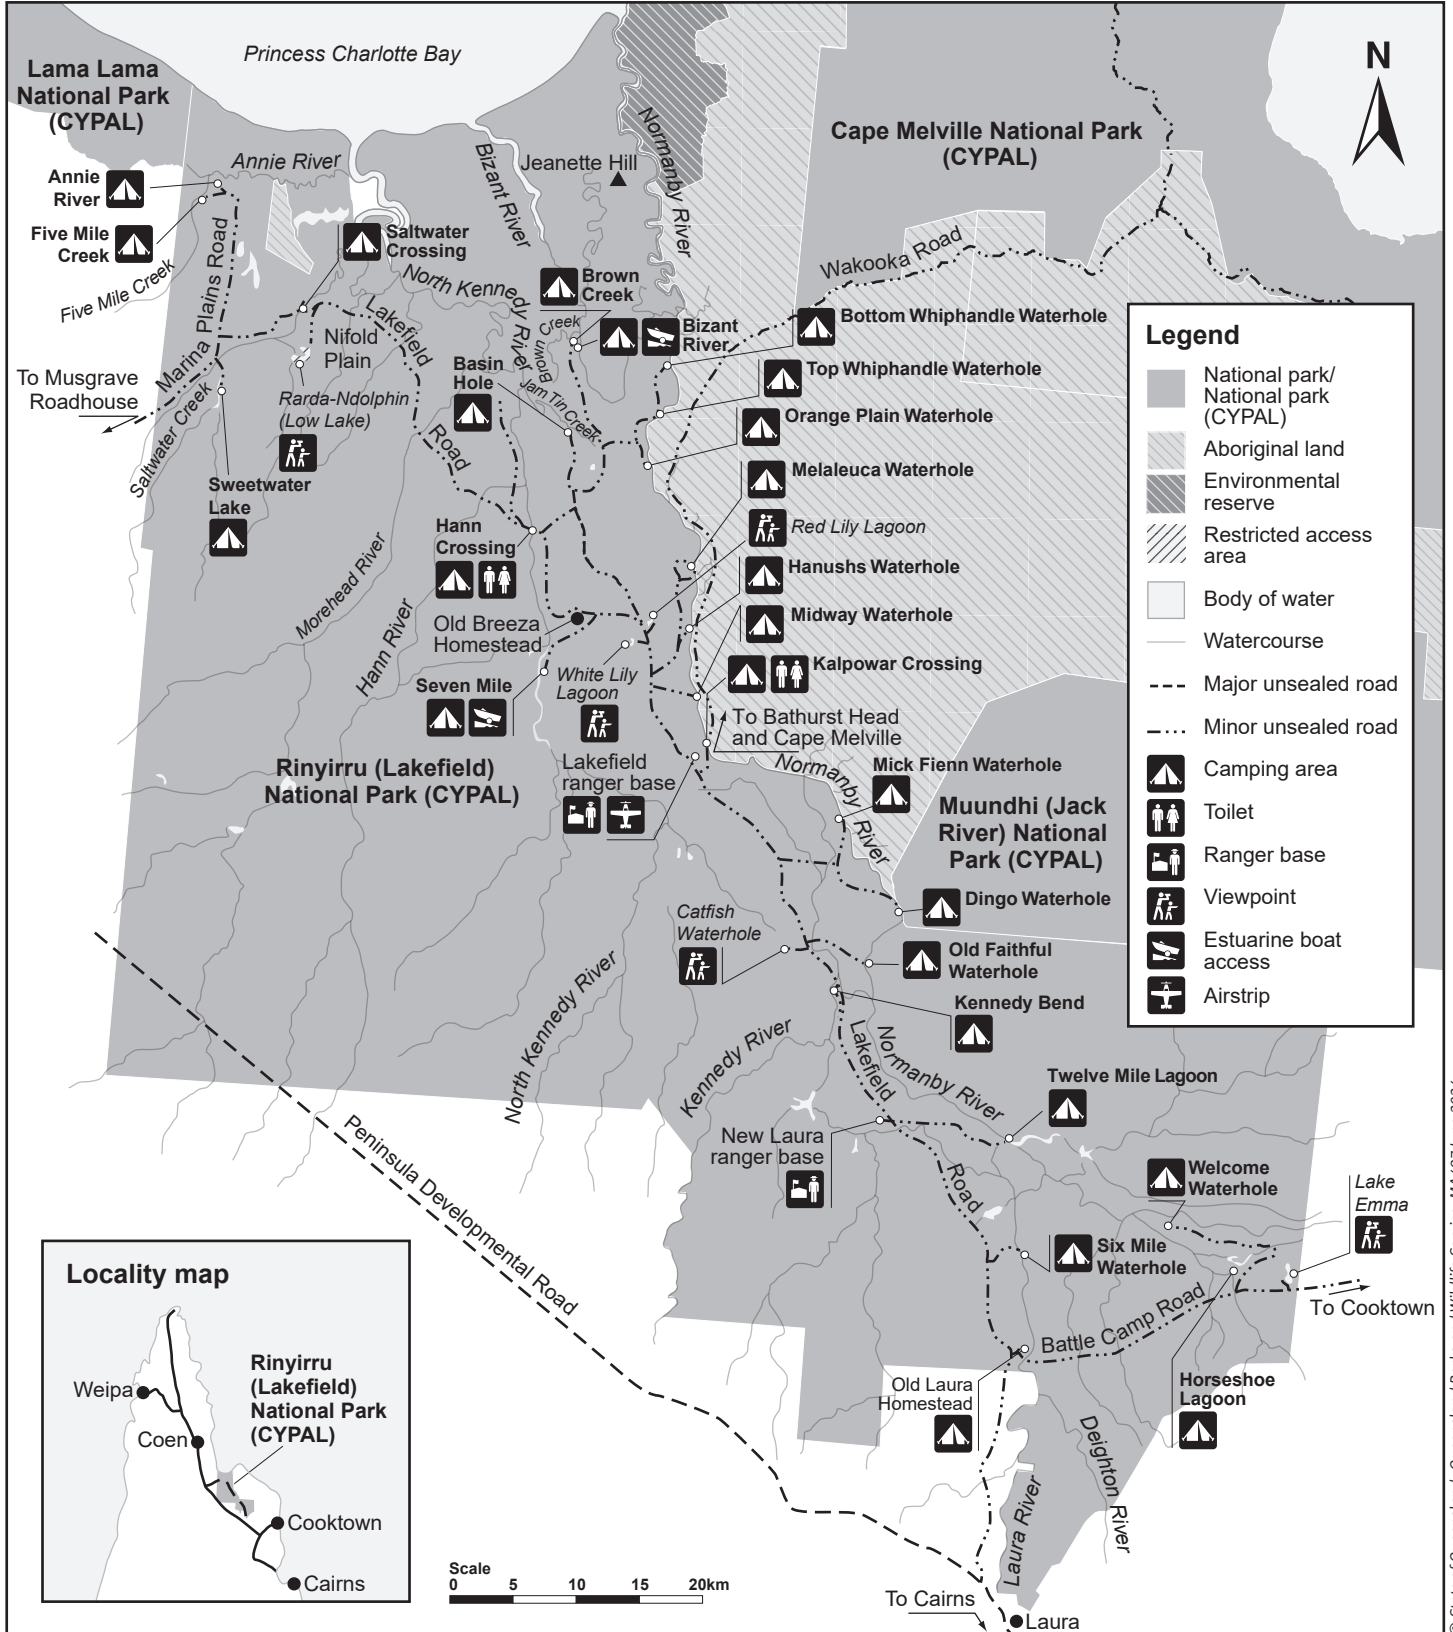 Princess Charlotte Bay
Lama Lama
National Park
(CYPAL)
N
Cape Melville National Park
(CYPAL)
Annie River
Bizant River
Jeanette Hill
Normanby River
Annie
River
Five Mile
Creek
Five Mile Creek
Marina Plains Road
Saltwater
Crossing
North Kennedy River
Brown
Creek
Brown Creek
Wakooka Road
Lakefield
Road
Nifold
Plain
Bizant
River
Bottom Whiphandle Waterhole
Basin
Hole
Jam Tin Creek
Top Whiphandle Waterhole
To Musgrave
Roadhouse
Saltwater Creek
Rarda-Ndolphin
(Low Lake)
Orange Plain Waterhole
Melaleuca Waterhole
Sweetwater
Lake
Hann
Crossing
Red Lily Lagoon
Morehead River
Hann River
Hanushs Waterhole
Old Breeza
Homestead
Midway Waterhole
Kalpowar Crossing
White Lily
Lagoon
Seven Mile
To Bathurst Head
and Cape Melville
Rinyirru (Lakefield)
National Park (CYPAL)
Lakefield
ranger base
Normanby River
Mick Fienn Waterhole
Muundhi (Jack
River) National
Park (CYPAL)
Dingo Waterhole
Catfish
Waterhole
Old Faithful
Waterhole
Kennedy Bend
North Kennedy River
Kennedy River
Lakefield
Road
Normanby River
Twelve Mile Lagoon
New Laura
ranger base
Welcome
Waterhole
Lake
Emma
Six Mile
Waterhole
Peninsula Developmental Road
Battle Camp Road
To Cooktown
Old Laura
Homestead
Horseshoe
Lagoon
Deighton River
Laura River
To Cairns
Laura
Legend
National park/
National park
(CYPAL)
Aboriginal land
Environmental
reserve
Restricted access
area
Body of water
Watercourse
Major unsealed road
Minor unsealed road
Camping area
Toilet
Ranger base
Viewpoint
Estuarine boat
access
Airstrip
Locality map
Weipa
Coen
Rinyirru
(Lakefield)
National Park
(CYPAL)
Cooktown
Cairns
Scale
0 5 10 15 20km